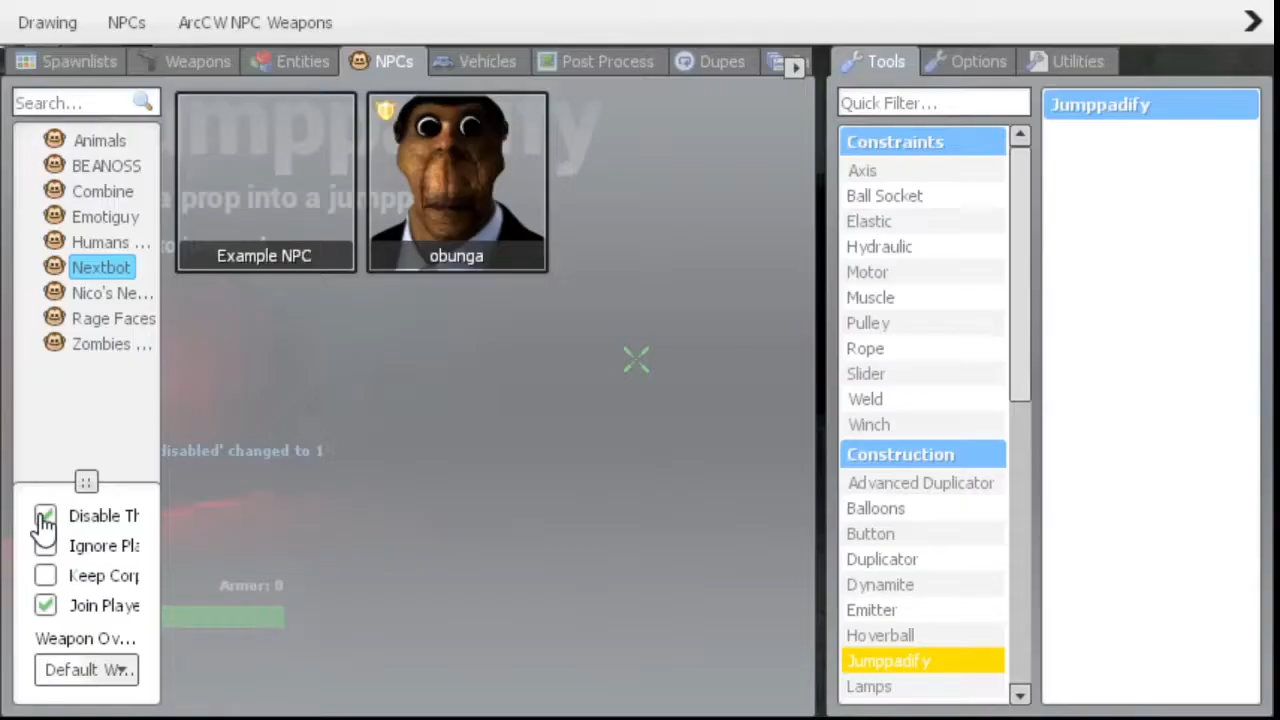 Drawing NPCs ArcCW NPC Weapons
Spawnlists Weapons Entities NPCs Vehicles Post Process Dupes
Tools Options Utilities
Search...
Animals
BEANOSS
Combine
Emotiguy
Humans ...
Nextbot
Nico's Ne...
Rage Faces
Zombies ...
Example NPC
obunga
a prop into a jumpp
disabled' changed to 1
Armor: 0
Disable Th
Ignore Pla
Keep Corp
Join Playe
Weapon Ov...
Default W...
Quick Filter...
Constraints
Axis
Ball Socket
Elastic
Hydraulic
Motor
Muscle
Pulley
Rope
Slider
Weld
Winch
Construction
Advanced Duplicator
Balloons
Button
Duplicator
Dynamite
Emitter
Hoverball
Jumppadify
Lamps
Jumppadify